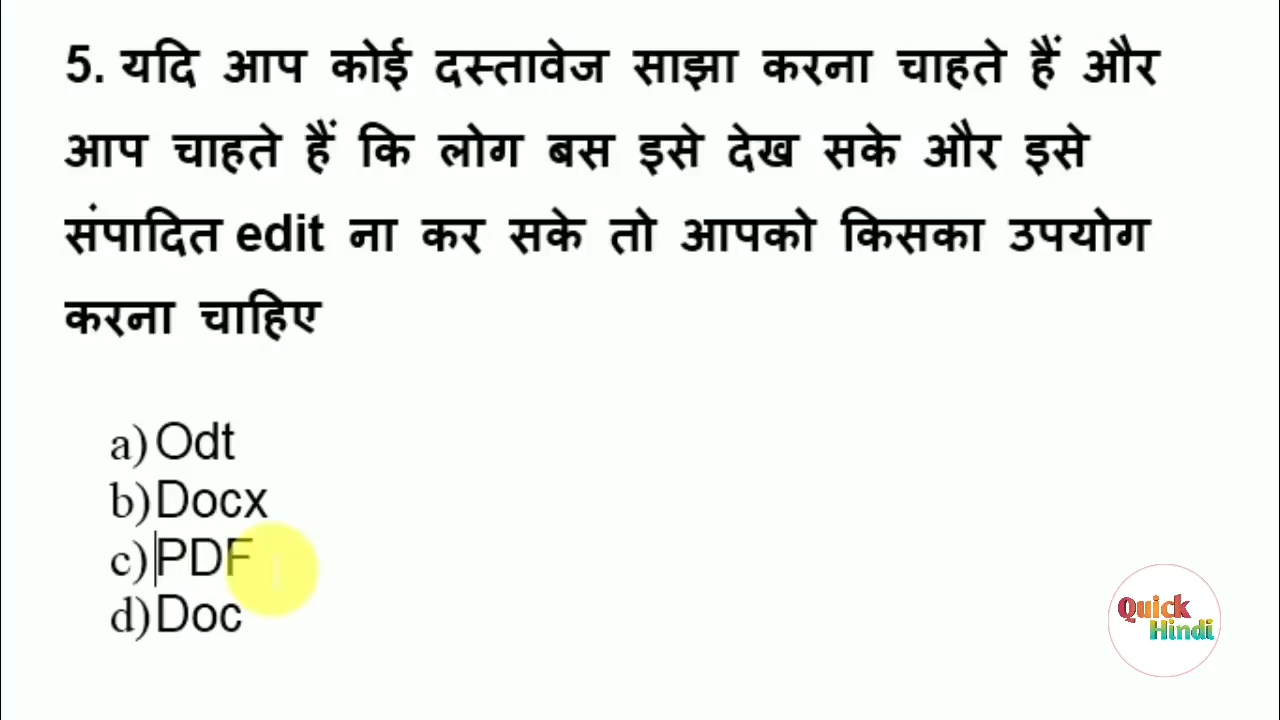 5. यदि आप कोई दस्तावेज साझा करना चाहते हैं और
आप चाहते हैं कि लोग बस इसे देख सके और इसे
संपादित edit ना कर सके तो आपको किसका उपयोग
करना चाहिए
a) Odt
b) Docx
c) PDF
d) Doc
Quick
Hindi